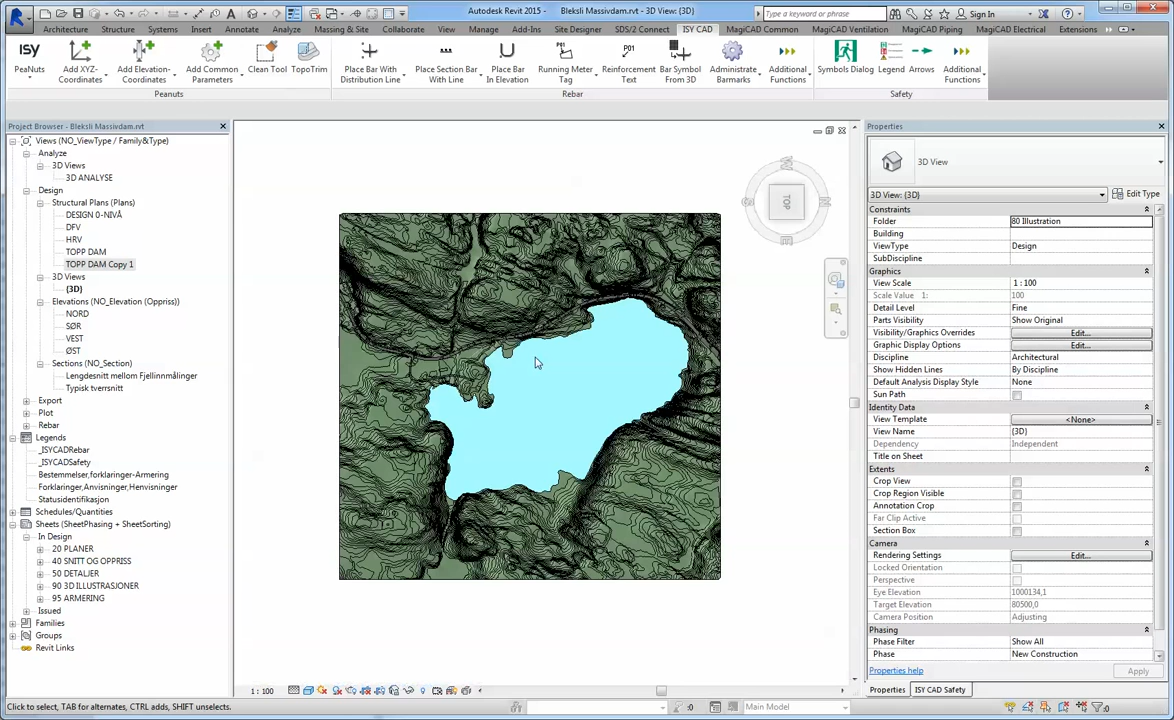 Autodesk Revit 2015 - Bleksli Massivdam.rvt - 3D View: {3D}
Type a keyword or phrase
Sign In
Architecture Structure Systems Insert Annotate Analyze Massing & Site Collaborate View Manage Add-Ins Site Designer SDS/2 Connect ISY CAD MagiCAD Common MagiCAD Ventilation MagiCAD Piping MagiCAD Electrical Extensions
ISY
PeaNuts
Add XYZ-Coordinates
Add Elevation-Coordinates
Add Common Parameters
Clean Tool
TopoTrim
Place Bar With Distribution Line
Place Section Bar With Line
Place Bar In Elevation
Running Meter Tag
Reinforcement Text
Bar Symbol From 3D
Administrate Barmarks
Additional Functions
Symbols Dialog
Legend
Arrows
Additional Functions
Peanuts
Rebar
Safety
Project Browser - Bleksli Massivdam.rvt
Views (NO_ViewType / Family&Type)
Analyze
3D Views
3D ANALYSE
Design
Structural Plans (Plans)
DESIGN 0-NIVÅ
DFV
HRV
TOPP DAM
TOPP DAM Copy 1
3D Views
{3D}
Elevations (NO_Elevation (Oppriss))
NORD
SØR
VEST
ØST
Sections (NO_Section)
Lengdesnitt mellom Fjellinnmålinger
Typisk tverrsnitt
Export
Plot
Rebar
Legends
_ISYCADRebar
_ISYCADSafety
Bestemmelser,forklaringer-Armering
Forklaringer,Anvisninger,Henvisninger
Statusidentifikasjon
Schedules/Quantities
Sheets (SheetPhasing + SheetSorting)
In Design
20 PLANER
40 SNITT OG OPPRISS
50 DETALJER
90 3D ILLUSTRASJONER
95 ARMERING
Issued
Families
Groups
Revit Links
TOP
Properties
3D View
3D View: {3D}
Edit Type
Constraints
Folder 80 Illustration
Building
ViewType Design
SubDiscipline
Graphics
View Scale 1 : 100
Scale Value 1: 100
Detail Level Fine
Parts Visibility Show Original
Visibility/Graphics Overrides Edit...
Graphic Display Options Edit...
Discipline Architectural
Show Hidden Lines By Discipline
Default Analysis Display Style None
Sun Path
Identity Data
View Template <None>
View Name {3D}
Dependency Independent
Title on Sheet
Extents
Crop View
Crop Region Visible
Annotation Crop
Far Clip Active
Section Box
Camera
Rendering Settings Edit...
Locked Orientation
Perspective
Eye Elevation 1000134,1
Target Elevation 80500,0
Camera Position Adjusting
Phasing
Phase Filter Show All
Phase New Construction
Properties help
Apply
Properties ISY CAD Safety
1 : 100
Click to select, TAB for alternates, CTRL adds, SHIFT unselects.
:0
Main Model
:0